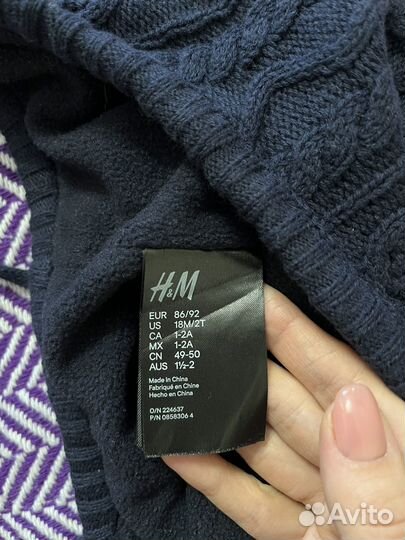 H&M
EUR 86/92
US 18M/2T
CA 1-2A
MX 1-2A
CN 49-50
AUS 1½-2
Made in China
Fabriqué en Chine
Hecho en China
O/N 224637
P/N 0858306 4
Avito